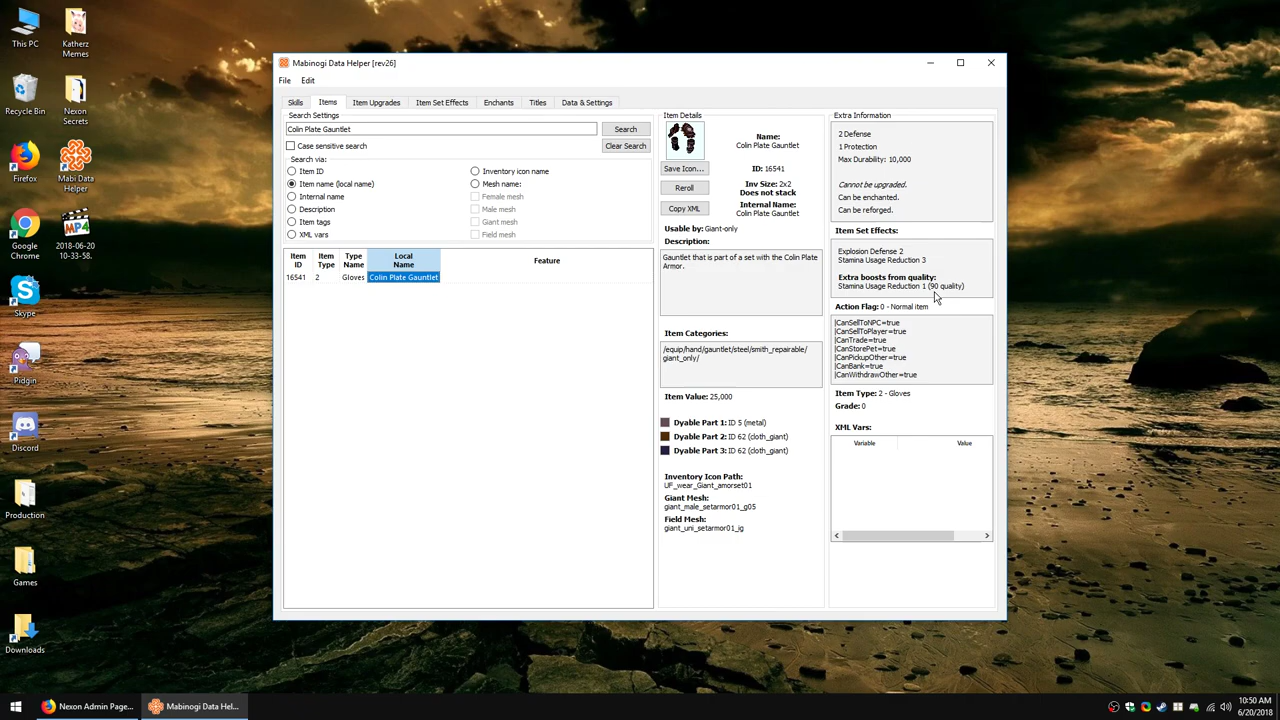 This PC
Katherz
Memes
Recycle Bin
Nexon
Secrets
Firefox
Mabi Data
Helper
Google
Chrome
MP4
2018-06-20
10-33-58.
Skype
Pidgin
Discord
Production
Games
Downloads
Mabinogi Data Helper [rev26]
File Edit
Skills Items Item Upgrades Item Set Effects Enchants Titles Data & Settings
Search Settings
Colin Plate Gauntlet Search
Case sensitive search Clear Search
Search via:
Item ID Inventory icon name
Item name (local name) Mesh name:
Internal name Female mesh
Description Male mesh
Item tags Giant mesh
XML vars Field mesh
Item ID Item Type Type Name Local Name Feature
16541 2 Gloves Colin Plate Gauntlet
Item Details
Name:
Colin Plate Gauntlet
Save Icon... ID: 16541
Reroll Inv Size: 2x2
Does not stack
Copy XML Internal Name:
Colin Plate Gauntlet
Usable by: Giant-only
Description:
Gauntlet that is part of a set with the Colin Plate
Armor.
Item Categories:
/equip/hand/gauntlet/steel/smith_repairable/
giant_only/
Item Value: 25,000
Dyable Part 1: ID 5 (metal)
Dyable Part 2: ID 62 (cloth_giant)
Dyable Part 3: ID 62 (cloth_giant)
Inventory Icon Path:
UF_wear_Giant_amorset01
Giant Mesh:
giant_male_setarmor01_g05
Field Mesh:
giant_uni_setarmor01_ig
Extra Information
2 Defense
1 Protection
Max Durability: 10,000
Cannot be upgraded.
Can be enchanted.
Can be reforged.
Item Set Effects:
Explosion Defense 2
Stamina Usage Reduction 3
Extra boosts from quality:
Stamina Usage Reduction 1 (90 quality)
Action Flag: 0 - Normal item
|CanSellToNPC=true
|CanSellToPlayer=true
|CanTrade=true
|CanStorePet=true
|CanPickupOther=true
|CanBank=true
|CanWithdrawOther=true
Item Type: 2 - Gloves
Grade: 0
XML Vars:
Variable Value
Nexon Admin Page... Mabinogi Data Hel...
10:50 AM
6/20/2018